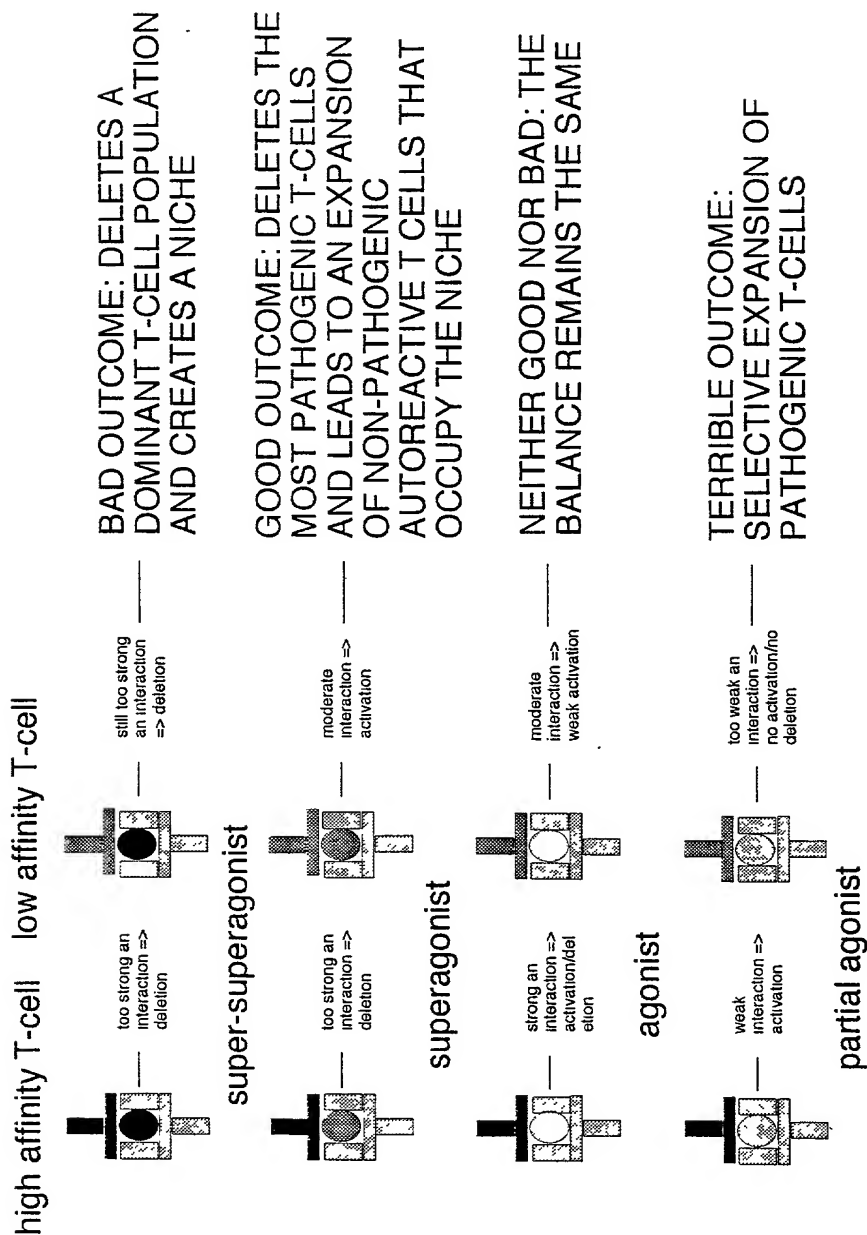 high affinity T-cell
low affinity T-cell
too strong an
interaction =>
deletion
still too strong
an interaction
=> deletion
BAD OUTCOME: DELETES A
DOMINANT T-CELL POPULATION
AND CREATES A NICHE
super-superagonist
too strong an
interaction =>
deletion
moderate
interaction =>
activation
GOOD OUTCOME: DELETES THE
MOST PATHOGENIC T-CELLS
AND LEADS TO AN EXPANSION
OF NON-PATHOGENIC
AUTOREACTIVE T CELLS THAT
OCCUPY THE NICHE
superagonist
strong an
interaction =>
activation/del
etion
moderate
interaction =>
weak activation
NEITHER GOOD NOR BAD: THE
BALANCE REMAINS THE SAME
agonist
weak
interaction =>
activation
too weak an
interaction =>
no activation/no
deletion
TERRIBLE OUTCOME:
SELECTIVE EXPANSION OF
PATHOGENIC T-CELLS
partial agonist